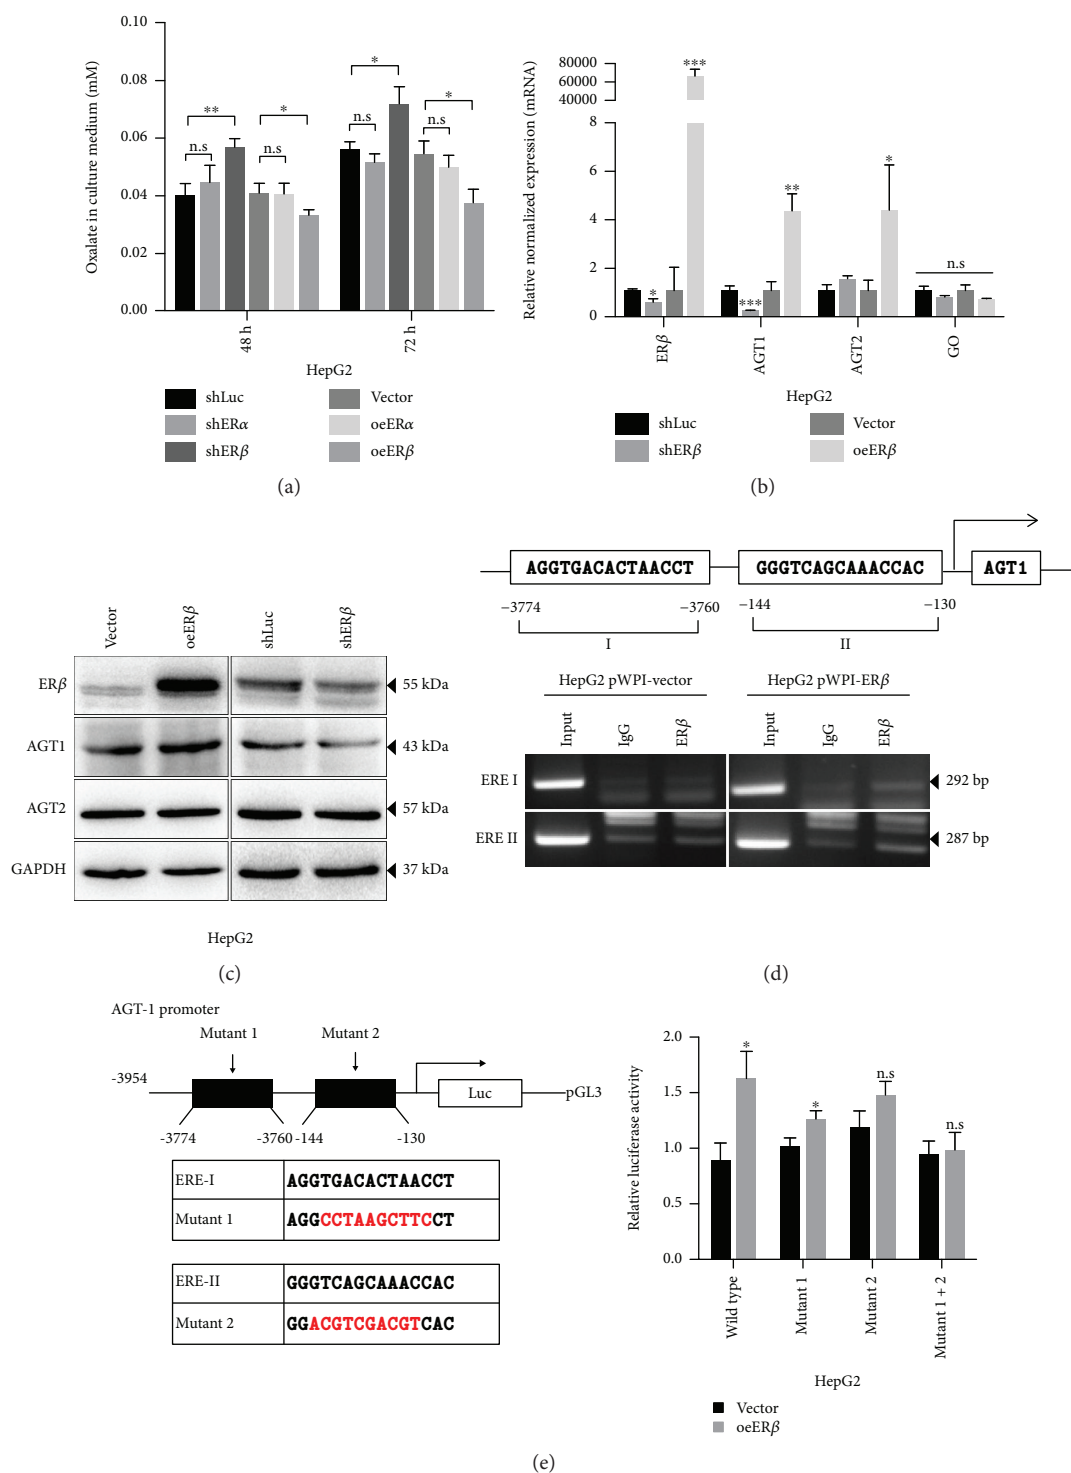 0.10
0.08
0.06
0.04
0.02
0.00
Oxalate in culture medium (mM)
**
n.s
*
n.s
*
n.s
*
n.s
48 h
72 h
HepG2
shLuc
Vector
shERα
oeERα
shERβ
oeERβ
(a)
80000
60000
40000
8
6
4
2
0
Relative normalized expression (mRNA)
*
***
***
**
*
n.s
ERβ
AGT1
AGT2
GO
HepG2
shLuc
Vector
shERβ
oeERβ
(b)
Vector
oeERβ
shLuc
shERβ
ERβ
55 kDa
AGT1
43 kDa
AGT2
57 kDa
GAPDH
37 kDa
HepG2
(c)
AGGTGACACTAACCT
GGGTCAGCAAACCAC
AGT1
−3774
−3760
−144
−130
I
II
HepG2 pWPI-vector
HepG2 pWPI-ERβ
Input
IgG
ERβ
Input
IgG
ERβ
ERE I
292 bp
ERE II
287 bp
(d)
AGT-1 promoter
Mutant 1
Mutant 2
-3954
Luc
pGL3
-3774
-3760
-144
-130
ERE-I
AGGTGACACTAACCT
Mutant 1
AGGCCTAAGCTTCCT
ERE-II
GGGTCAGCAAACCAC
Mutant 2
GGACGTCGACGTCAC
2.0
1.5
1.0
0.5
0.0
Relative luciferase activity
*
*
n.s
n.s
Wild type
Mutant 1
Mutant 2
Mutant 1 + 2
HepG2
Vector
oeERβ
(e)